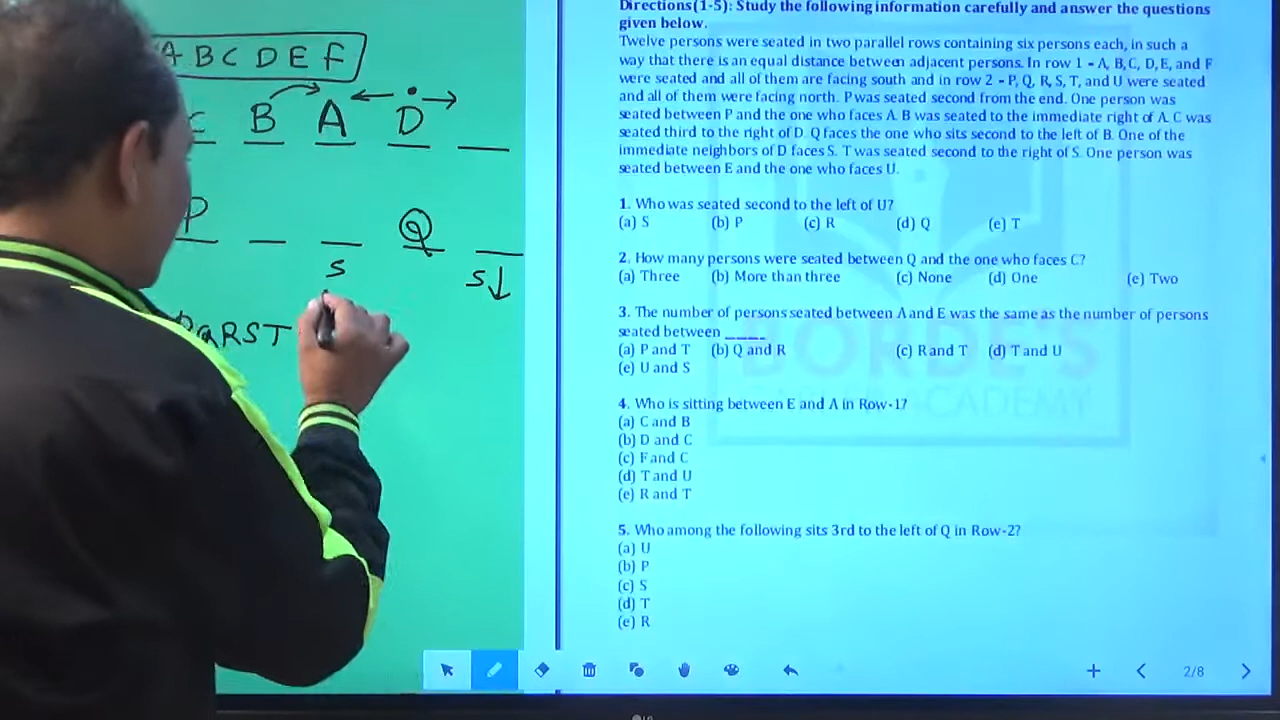 A B C D E F
C B A D
P Q
S S
PQRST
Directions(1-5): Study the following information carefully and answer the questions
given below.
Twelve persons were seated in two parallel rows containing six persons each, in such a
way that there is an equal distance between adjacent persons. In row 1 - A, B, C, D, E, and F
were seated and all of them are facing south and in row 2 - P, Q, R, S, T, and U were seated
and all of them were facing north. P was seated second from the end. One person was
seated between P and the one who faces A. B was seated to the immediate right of A. C was
seated third to the right of D. Q faces the one who sits second to the left of B. One of the
immediate neighbors of D faces S. T was seated second to the right of S. One person was
seated between E and the one who faces U.
1. Who was seated second to the left of U?
(a) S (b) P (c) R (d) Q (e) T
2. How many persons were seated between Q and the one who faces C?
(a) Three (b) More than three (c) None (d) One (e) Two
3. The number of persons seated between A and E was the same as the number of persons
seated between ____
(a) P and T (b) Q and R (c) R and T (d) T and U
(e) U and S
4. Who is sitting between E and A in Row-1?
(a) C and B
(b) D and C
(c) F and C
(d) T and U
(e) R and T
5. Who among the following sits 3rd to the left of Q in Row-2?
(a) U
(b) P
(c) S
(d) T
(e) R
BORDE'S
ACADEMY
2/8